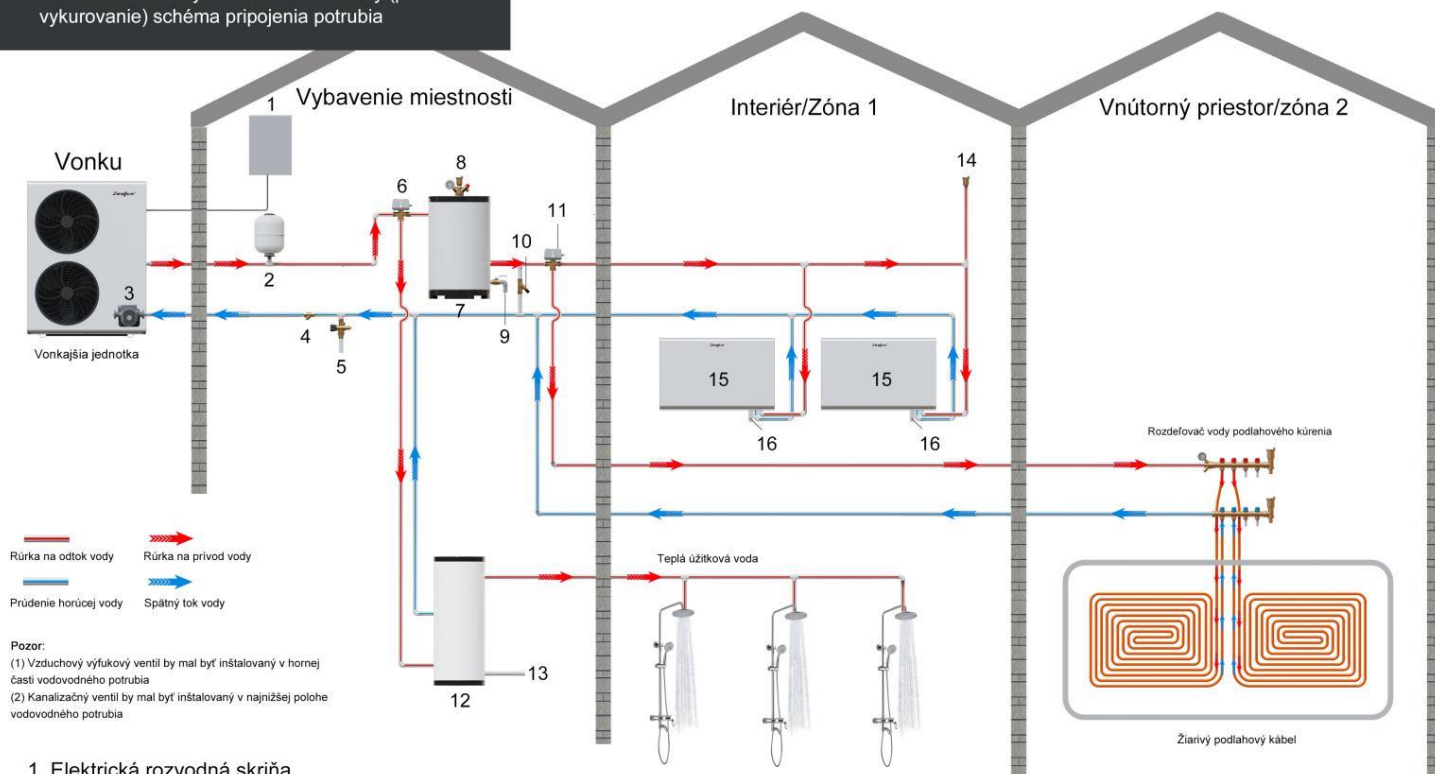 vykurovanie) schéma pripojenia potrubia
Vybavenie miestnosti
Interiér/Zóna 1
Vnútorný priestor/zóna 2
1
Vonku
8
14
6
11
10
2
3
7
4
9
5
Vonkajšia jednotka
15
15
16
16
Rozdeľovač vody podlahového kúrenia
Rúrka na odtok vody
Rúrka na prívod vody
Teplá úžitková voda
Prúdenie horúcej vody
Spätný tok vody
Pozor:
(1) Vzduchový výfukový ventil by mal byť inštalovaný v hornej
časti vodovodného potrubia
(2) Kanalizačný ventil by mal byť inštalovaný v najnižšej polohe
vodovodného potrubia
13
12
Žiarivý podlahový kábel
1. Elektrická rozvodná skriňa